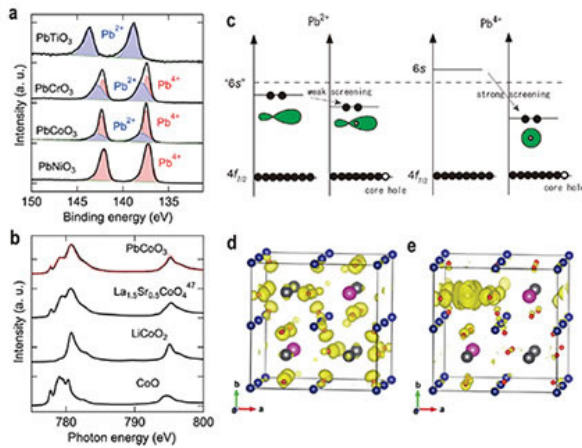 a
PbTiO₃
Pb²⁺
PbCrO₃
Pb²⁺
Pb⁴⁺
PbCoO₃
Pb²⁺
Pb⁴⁺
PbNiO₃
Pb⁴⁺
Intensity (a. u.)
150 145 140 135
Binding energy (eV)
b
PbCoO₃
La₁.₅Sr₀.₅CoO₄⁴⁷
LiCoO₂
CoO
Intensity (a. u.)
780 790 800
Photon energy (eV)
c
Pb²⁺
Pb⁴⁺
"6s"
weak screening
6s
strong screening
4f₇/₂
core hole
4f₇/₂
core hole
d
b
a
e
b
a